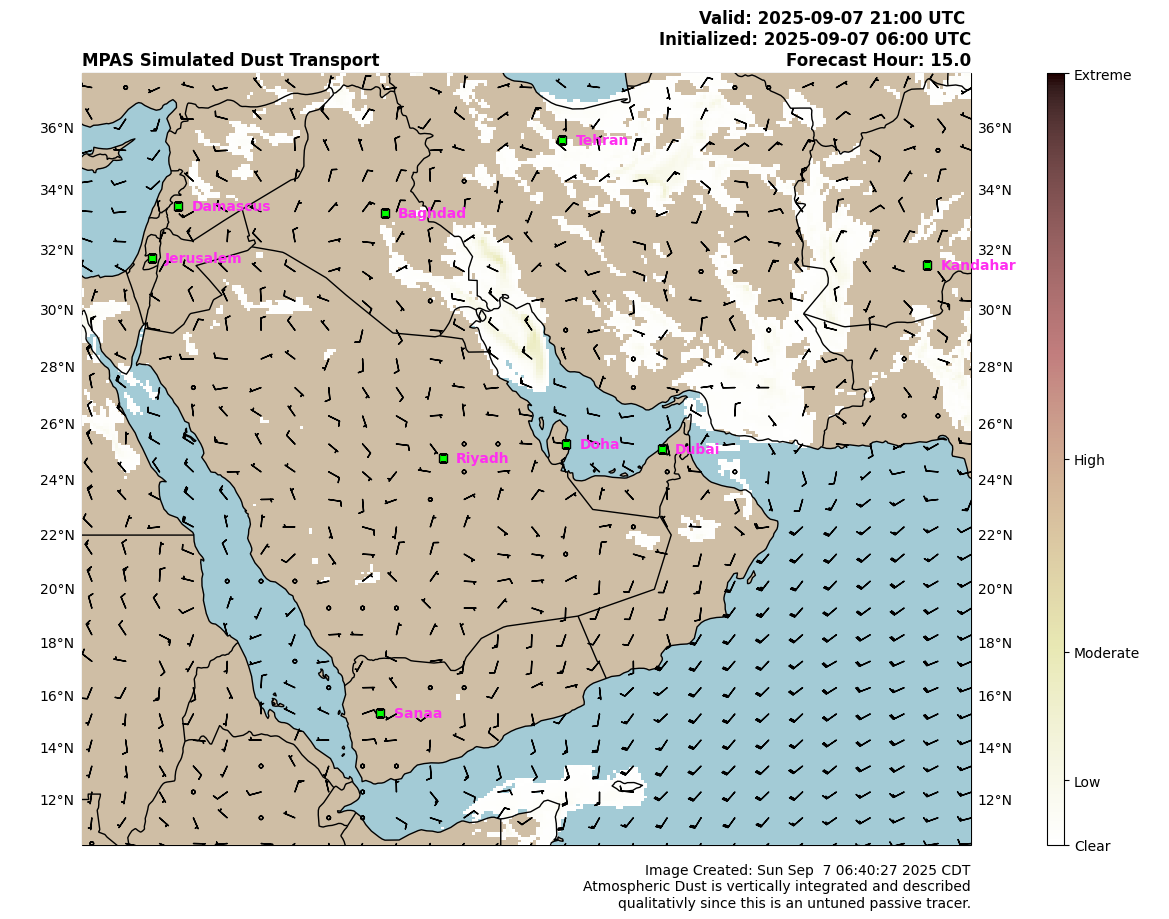 Valid: 2025-09-07 21:00 UTC
Initialized: 2025-09-07 06:00 UTC
MPAS Simulated Dust Transport
Forecast Hour: 15.0
Extreme
36°N
36°N
Tehran
34°N
34°N
Damascus
Baghdad
32°N
32°N
Jerusalem
Kandahar
30°N
30°N
28°N
28°N
26°N
26°N
Doha
Dubai
Riyadh
High
24°N
24°N
22°N
22°N
20°N
20°N
18°N
18°N
Moderate
16°N
16°N
Sanaa
14°N
14°N
Low
12°N
12°N
Clear
Image Created: Sun Sep  7 06:40:27 2025 CDT
Atmospheric Dust is vertically integrated and described
qualitativly since this is an untuned passive tracer.